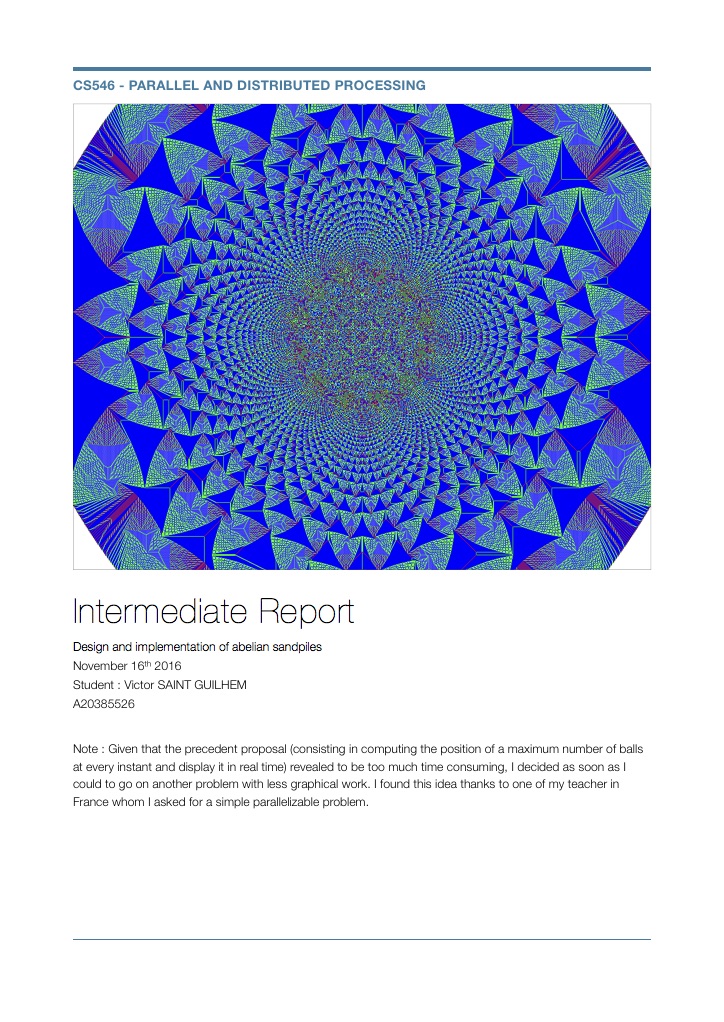 CS546 - PARALLEL AND DISTRIBUTED PROCESSING
Intermediate Report
Design and implementation of abelian sandpiles
November 16th 2016
Student : Victor SAINT GUILHEM
A20385526
Note : Given that the precedent proposal (consisting in computing the position of a maximum number of balls
at every instant and display it in real time) revealed to be too much time consuming, I decided as soon as I
could to go on another problem with less graphical work. I found this idea thanks to one of my teacher in
France whom I asked for a simple parallelizable problem.